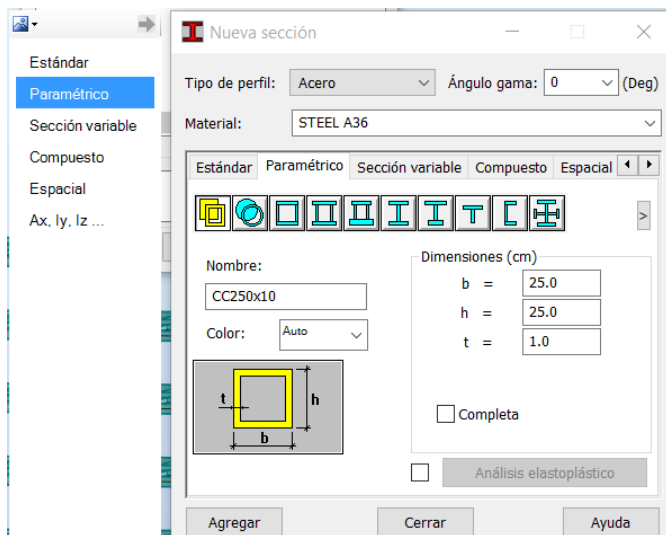 Estándar
Paramétrico
Sección variable
Compuesto
Espacial
Ax, Iy, Iz ...
Nueva sección
Tipo de perfil: Acero Ángulo gama: 0 (Deg)
Material: STEEL A36
Estándar Paramétrico Sección variable Compuesto Espacial
>
Nombre:
CC250x10
Color: Auto
t h
b
Dimensiones (cm)
b = 25.0
h = 25.0
t = 1.0
Completa
Análisis elastoplástico
Agregar Cerrar Ayuda